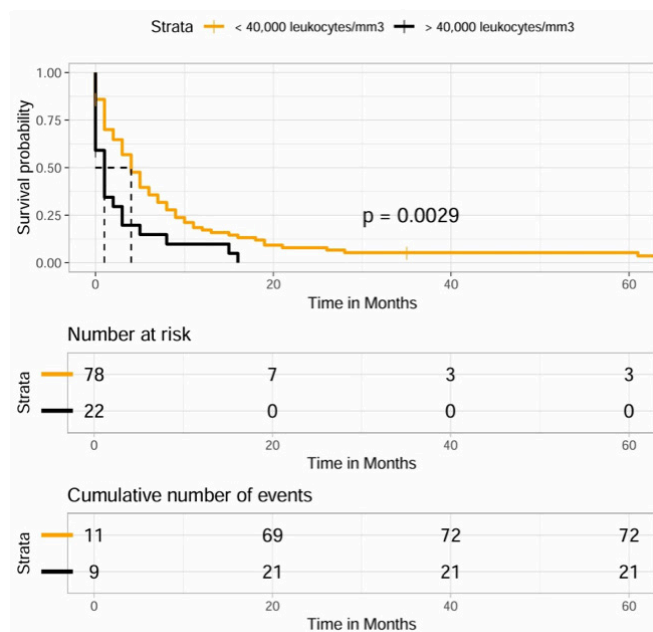 Strata < 40,000 leukocytes/mm3 > 40,000 leukocytes/mm3
Survival probability
1.00
0.75
0.50
0.25
0.00
p = 0.0029
0 20 40 60
Time in Months
Number at risk
Strata
78 7 3 3
22 0 0 0
0 20 40 60
Time in Months
Cumulative number of events
Strata
11 69 72 72
9 21 21 21
0 20 40 60
Time in Months